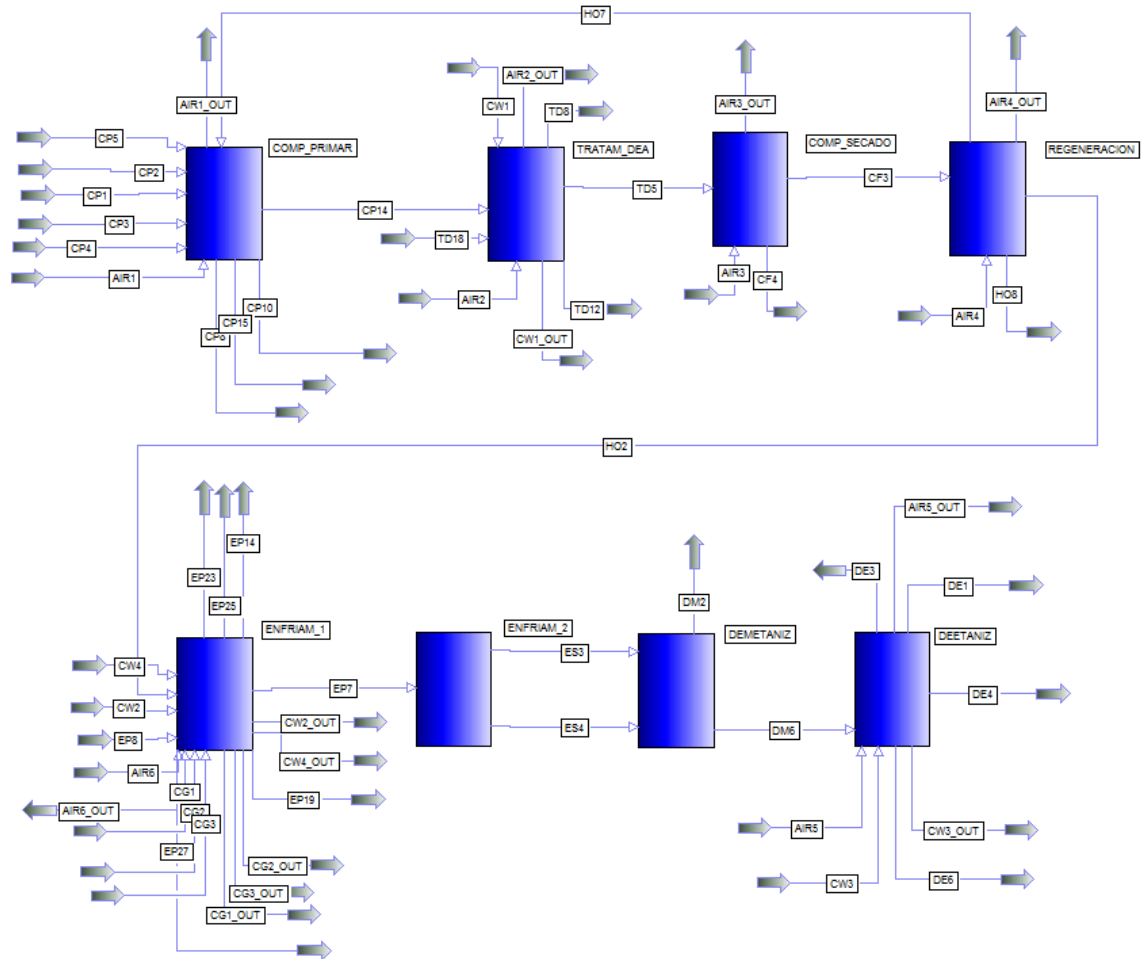 HO7
AIR1_OUT
CP5
CP2
CP1
CP3
CP4
AIR1
COMP_PRIMAR
CP14
CP10
CP15
CW1
AIR2_OUT
TD8
TRATAM_DEA
TD18
AIR2
TD5
TD12
CW1_OUT
AIR3_OUT
COMP_SECADO
CF3
AIR3
CF4
AIR4_OUT
REGENERACION
AIR4
HO8
HO2
EP14
EP23
EP25
ENFRIAM_1
CW4
CW2
EP8
AIR6
CG1
CG2
CG3
AIR6_OUT
EP27
EP7
CW2_OUT
CW4_OUT
EP19
CG2_OUT
CG3_OUT
CG1_OUT
ENFRIAM_2
ES3
ES4
DM2
DEMETANIZ
DM6
AIR5_OUT
DE3
DE1
DEETANIZ
DE4
AIR5
CW3_OUT
CW3
DE6